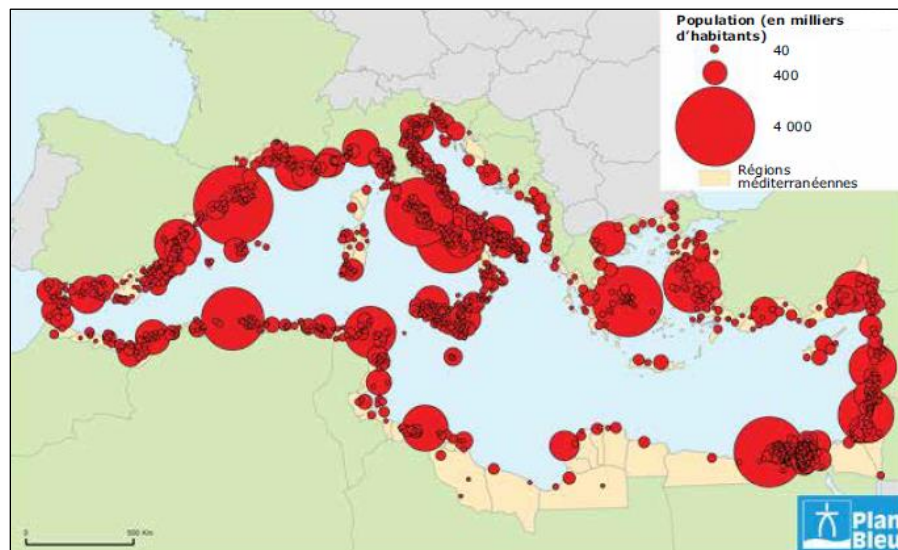 Population (en milliers
d'habitants)
40
400
4 000
Régions
méditerranéennes
0 500 Km
Plan
Bleu